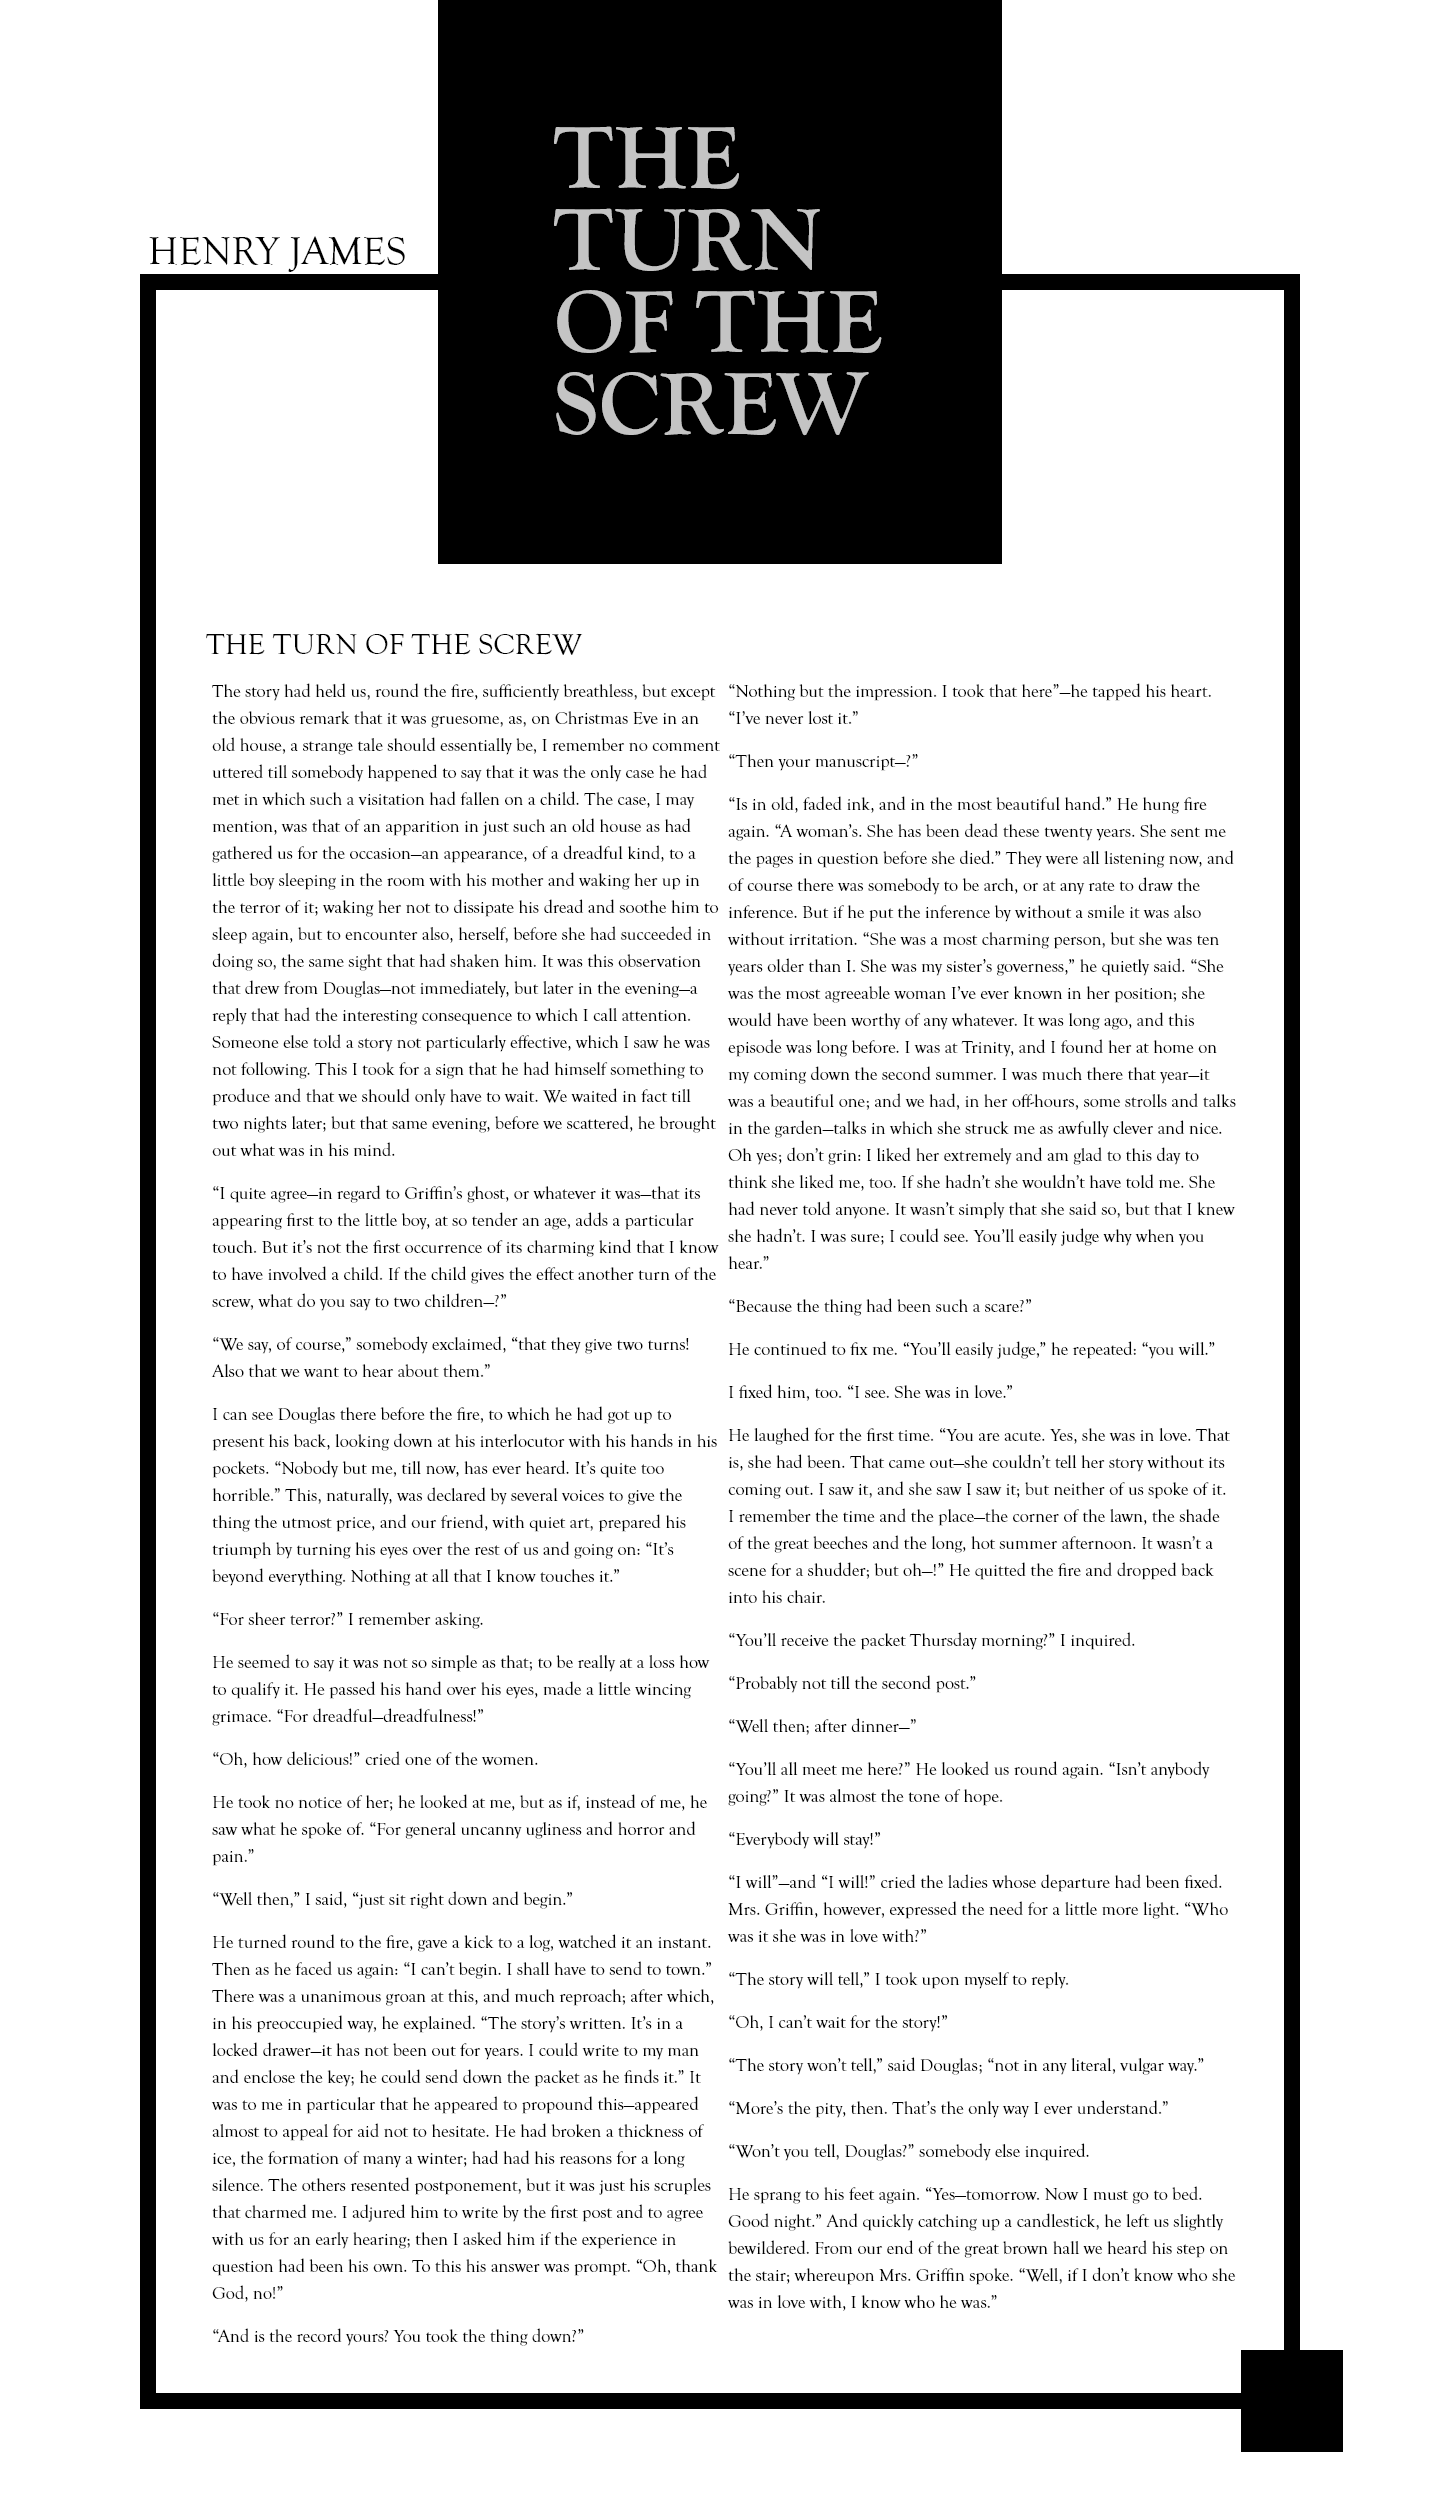 THE
TURN
OF THE
SCREW
HENRY JAMES
THE TURN OF THE SCREW
The story had held us, round the fire, sufficiently breathless, but except
the obvious remark that it was gruesome, as, on Christmas Eve in an
old house, a strange tale should essentially be, I remember no comment
uttered till somebody happened to say that it was the only case he had
met in which such a visitation had fallen on a child. The case, I may
mention, was that of an apparition in just such an old house as had
gathered us for the occasion—an appearance, of a dreadful kind, to a
little boy sleeping in the room with his mother and waking her up in
the terror of it; waking her not to dissipate his dread and soothe him to
sleep again, but to encounter also, herself, before she had succeeded in
doing so, the same sight that had shaken him. It was this observation
that drew from Douglas—not immediately, but later in the evening—a
reply that had the interesting consequence to which I call attention.
Someone else told a story not particularly effective, which I saw he was
not following. This I took for a sign that he had himself something to
produce and that we should only have to wait. We waited in fact till
two nights later; but that same evening, before we scattered, he brought
out what was in his mind.
“I quite agree—in regard to Griffin’s ghost, or whatever it was—that its
appearing first to the little boy, at so tender an age, adds a particular
touch. But it’s not the first occurrence of its charming kind that I know
to have involved a child. If the child gives the effect another turn of the
screw, what do you say to two children—?”
“We say, of course,” somebody exclaimed, “that they give two turns!
Also that we want to hear about them.”
I can see Douglas there before the fire, to which he had got up to
present his back, looking down at his interlocutor with his hands in his
pockets. “Nobody but me, till now, has ever heard. It’s quite too
horrible.” This, naturally, was declared by several voices to give the
thing the utmost price, and our friend, with quiet art, prepared his
triumph by turning his eyes over the rest of us and going on: “It’s
beyond everything. Nothing at all that I know touches it.”
“For sheer terror?” I remember asking.
He seemed to say it was not so simple as that; to be really at a loss how
to qualify it. He passed his hand over his eyes, made a little wincing
grimace. “For dreadful—dreadfulness!”
“Oh, how delicious!” cried one of the women.
He took no notice of her; he looked at me, but as if, instead of me, he
saw what he spoke of. “For general uncanny ugliness and horror and
pain.”
“Well then,” I said, “just sit right down and begin.”
He turned round to the fire, gave a kick to a log, watched it an instant.
Then as he faced us again: “I can’t begin. I shall have to send to town.”
There was a unanimous groan at this, and much reproach; after which,
in his preoccupied way, he explained. “The story’s written. It’s in a
locked drawer—it has not been out for years. I could write to my man
and enclose the key; he could send down the packet as he finds it.” It
was to me in particular that he appeared to propound this—appeared
almost to appeal for aid not to hesitate. He had broken a thickness of
ice, the formation of many a winter; had had his reasons for a long
silence. The others resented postponement, but it was just his scruples
that charmed me. I adjured him to write by the first post and to agree
with us for an early hearing; then I asked him if the experience in
question had been his own. To this his answer was prompt. “Oh, thank
God, no!”
“And is the record yours? You took the thing down?”
“Nothing but the impression. I took that here”—he tapped his heart.
“I’ve never lost it.”
“Then your manuscript—?”
“Is in old, faded ink, and in the most beautiful hand.” He hung fire
again. “A woman’s. She has been dead these twenty years. She sent me
the pages in question before she died.” They were all listening now, and
of course there was somebody to be arch, or at any rate to draw the
inference. But if he put the inference by without a smile it was also
without irritation. “She was a most charming person, but she was ten
years older than I. She was my sister’s governess,” he quietly said. “She
was the most agreeable woman I’ve ever known in her position; she
would have been worthy of any whatever. It was long ago, and this
episode was long before. I was at Trinity, and I found her at home on
my coming down the second summer. I was much there that year—it
was a beautiful one; and we had, in her off-hours, some strolls and talks
in the garden—talks in which she struck me as awfully clever and nice.
Oh yes; don’t grin: I liked her extremely and am glad to this day to
think she liked me, too. If she hadn’t she wouldn’t have told me. She
had never told anyone. It wasn’t simply that she said so, but that I knew
she hadn’t. I was sure; I could see. You’ll easily judge why when you
hear.”
“Because the thing had been such a scare?”
He continued to fix me. “You’ll easily judge,” he repeated: “you will.”
I fixed him, too. “I see. She was in love.”
He laughed for the first time. “You are acute. Yes, she was in love. That
is, she had been. That came out—she couldn’t tell her story without its
coming out. I saw it, and she saw I saw it; but neither of us spoke of it.
I remember the time and the place—the corner of the lawn, the shade
of the great beeches and the long, hot summer afternoon. It wasn’t a
scene for a shudder; but oh—!” He quitted the fire and dropped back
into his chair.
“You’ll receive the packet Thursday morning?” I inquired.
“Probably not till the second post.”
“Well then; after dinner—”
“You’ll all meet me here?” He looked us round again. “Isn’t anybody
going?” It was almost the tone of hope.
“Everybody will stay!”
“I will”—and “I will!” cried the ladies whose departure had been fixed.
Mrs. Griffin, however, expressed the need for a little more light. “Who
was it she was in love with?”
“The story will tell,” I took upon myself to reply.
“Oh, I can’t wait for the story!”
“The story won’t tell,” said Douglas; “not in any literal, vulgar way.”
“More’s the pity, then. That’s the only way I ever understand.”
“Won’t you tell, Douglas?” somebody else inquired.
He sprang to his feet again. “Yes—tomorrow. Now I must go to bed.
Good night.” And quickly catching up a candlestick, he left us slightly
bewildered. From our end of the great brown hall we heard his step on
the stair; whereupon Mrs. Griffin spoke. “Well, if I don’t know who she
was in love with, I know who he was.”